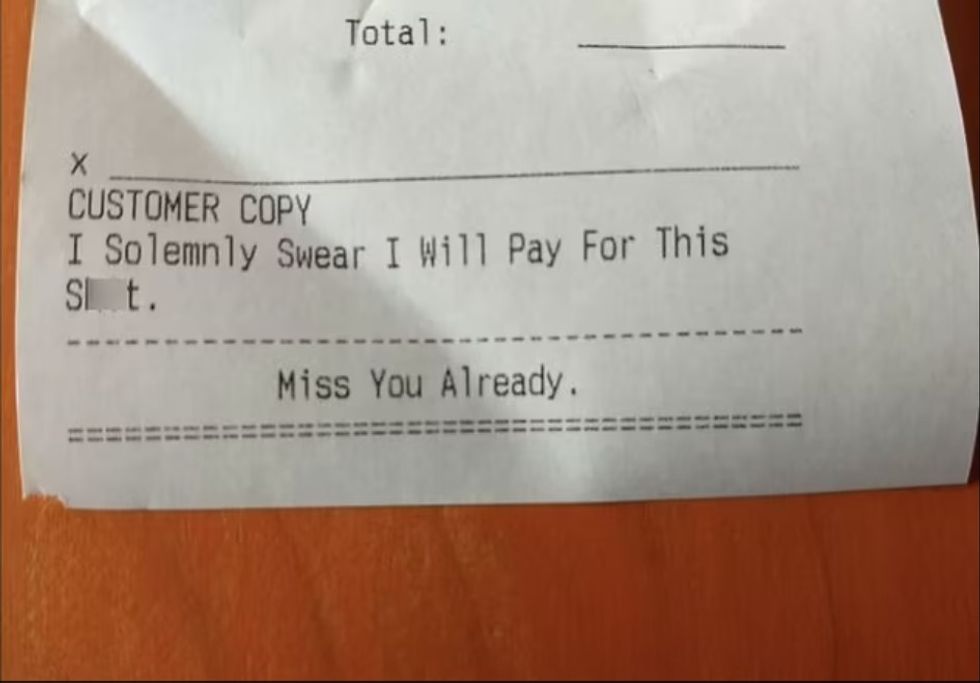 Total:
X
CUSTOMER COPY
I Solemnly Swear I Will Pay For This
Miss You Already.